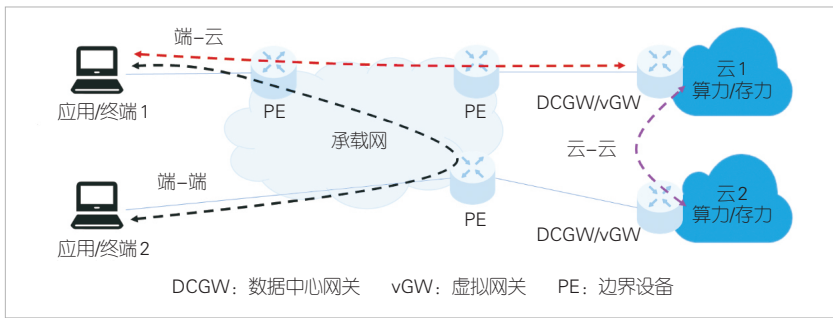 端–云
云1
算力/存力
应用/终端1
PE
PE
DCGW/vGW
承载网
云–云
端–端
云2
算力/存力
PE
应用/终端2
DCGW/vGW
DCGW：数据中心网关 vGW：虚拟网关 PE：边界设备